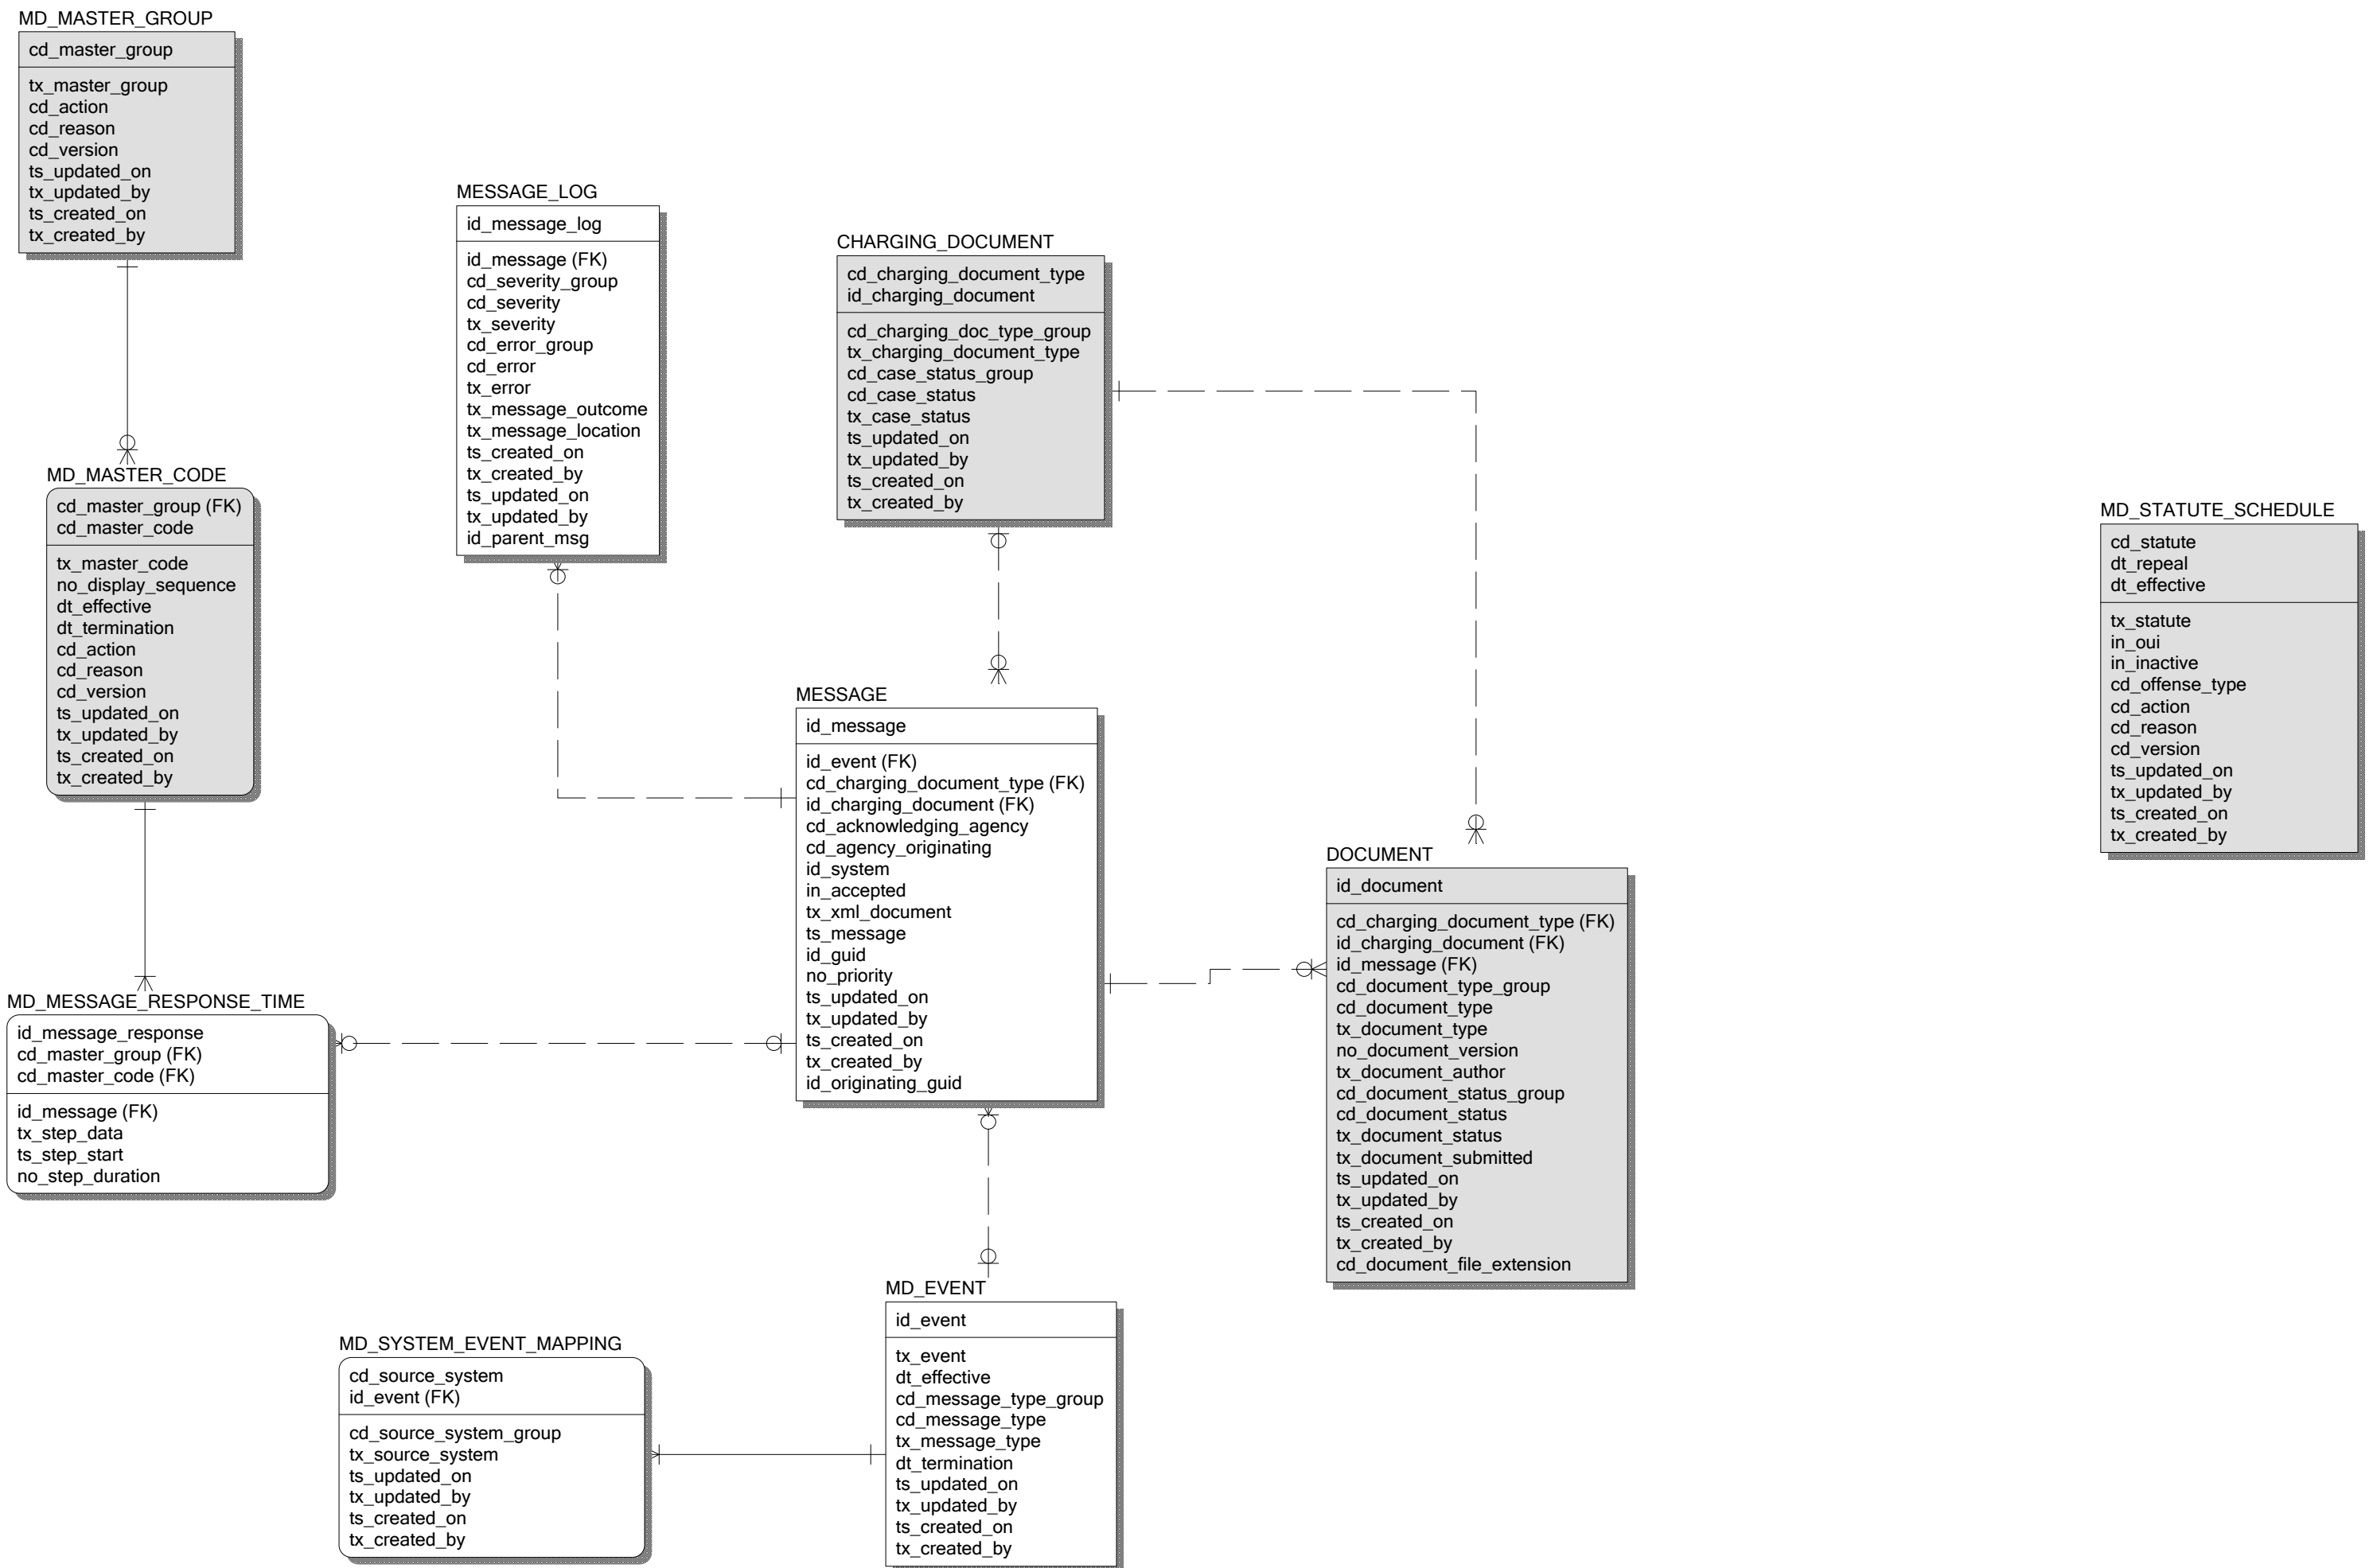 MD_MASTER_GROUP
cd_master_group
tx_master_group
cd_action
cd_reason
cd_version
ts_updated_on
tx_updated_by
ts_created_on
tx_created_by
MD_MASTER_CODE
cd_master_group (FK)
cd_master_code
tx_master_code
no_display_sequence
dt_effective
dt_termination
cd_action
cd_reason
cd_version
ts_updated_on
tx_updated_by
ts_created_on
tx_created_by
MD_MESSAGE_RESPONSE_TIME
id_message_response
cd_master_group (FK)
cd_master_code (FK)
id_message (FK)
tx_step_data
ts_step_start
no_step_duration
MESSAGE_LOG
id_message_log
id_message (FK)
cd_severity_group
cd_severity
tx_severity
cd_error_group
cd_error
tx_error
tx_message_outcome
tx_message_location
ts_created_on
tx_created_by
ts_updated_on
tx_updated_by
id_parent_msg
CHARGING_DOCUMENT
cd_charging_document_type
id_charging_document
cd_charging_doc_type_group
tx_charging_document_type
cd_case_status_group
cd_case_status
tx_case_status
ts_updated_on
tx_updated_by
ts_created_on
tx_created_by
MESSAGE
id_message
id_event (FK)
cd_charging_document_type (FK)
id_charging_document (FK)
cd_acknowledging_agency
cd_agency_originating
id_system
in_accepted
tx_xml_document
ts_message
id_guid
no_priority
ts_updated_on
tx_updated_by
ts_created_on
tx_created_by
id_originating_guid
MD_SYSTEM_EVENT_MAPPING
cd_source_system
id_event (FK)
cd_source_system_group
tx_source_system
ts_updated_on
tx_updated_by
ts_created_on
tx_created_by
MD_EVENT
id_event
tx_event
dt_effective
cd_message_type_group
cd_message_type
tx_message_type
dt_termination
ts_updated_on
tx_updated_by
ts_created_on
tx_created_by
DOCUMENT
id_document
cd_charging_document_type (FK)
id_charging_document (FK)
id_message (FK)
cd_document_type_group
cd_document_type
tx_document_type
no_document_version
tx_document_author
cd_document_status_group
cd_document_status
tx_document_status
tx_document_submitted
ts_updated_on
tx_updated_by
ts_created_on
tx_created_by
cd_document_file_extension
MD_STATUTE_SCHEDULE
cd_statute
dt_repeal
dt_effective
tx_statute
in_oui
in_inactive
cd_offense_type
cd_action
cd_reason
cd_version
ts_updated_on
tx_updated_by
ts_created_on
tx_created_by